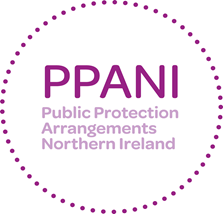 PPANI
Public Protection
Arrangements
Northern Ireland